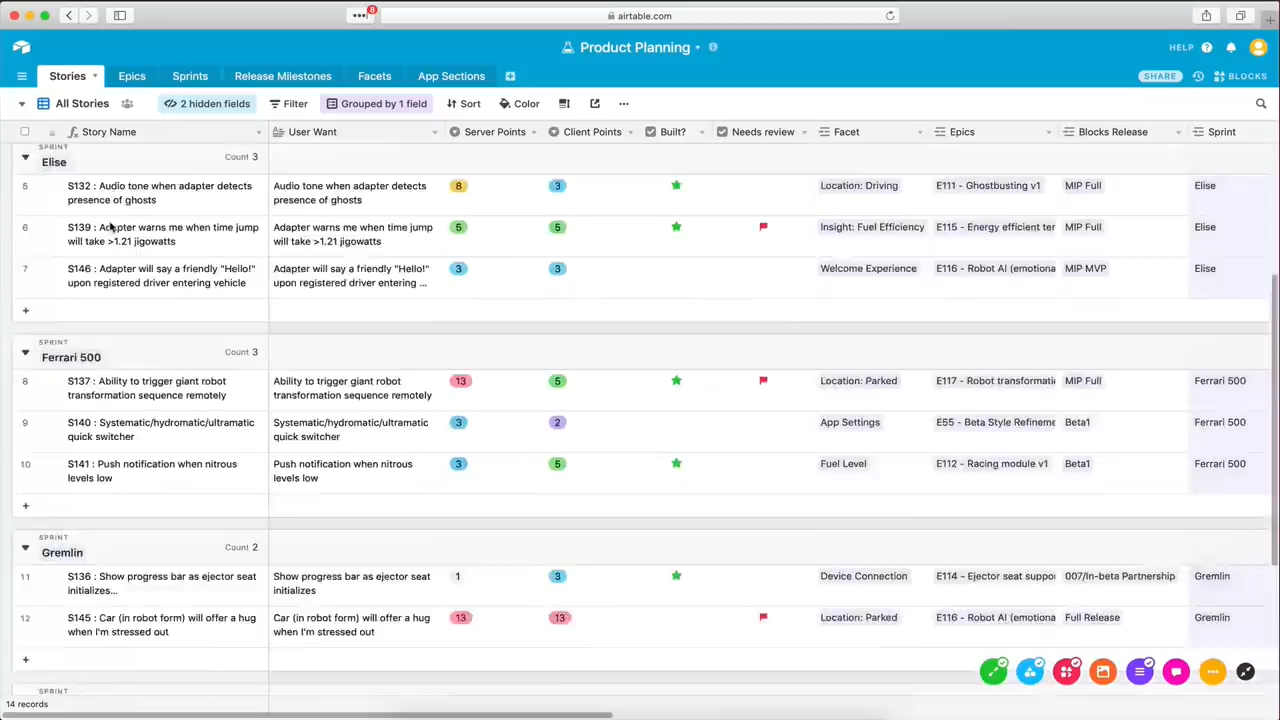 8
airtable.com
Product Planning
HELP
Stories
Epics
Sprints
Release Milestones
Facets
App Sections
SHARE
BLOCKS
All Stories
2 hidden fields
Filter
Grouped by 1 field
Sort
Color
Story Name
User Want
Server Points
Client Points
Built?
Needs review
Facet
Epics
Blocks Release
Sprint
SPRINT
Elise
Count 3
5
S132 : Audio tone when adapter detects
presence of ghosts
Audio tone when adapter detects
presence of ghosts
8
3
Location: Driving
E111 - Ghostbusting v1
MIP Full
Elise
6
S139 : Adapter warns me when time jump
will take >1.21 jigowatts
Adapter warns me when time jump
will take >1.21 jigowatts
5
5
Insight: Fuel Efficiency
E115 - Energy efficient ter
MIP Full
Elise
7
S146 : Adapter will say a friendly "Hello!"
upon registered driver entering vehicle
Adapter will say a friendly "Hello!"
upon registered driver entering ...
3
3
Welcome Experience
E116 - Robot AI (emotiona
MIP MVP
Elise
+
SPRINT
Ferrari 500
Count 3
8
S137 : Ability to trigger giant robot
transformation sequence remotely
Ability to trigger giant robot
transformation sequence remotely
13
5
Location: Parked
E117 - Robot transformatic
MIP Full
Ferrari 500
9
S140 : Systematic/hydromatic/ultramatic
quick switcher
Systematic/hydromatic/ultramatic
quick switcher
3
2
App Settings
E55 - Beta Style Refineme
Beta1
Ferrari 500
10
S141 : Push notification when nitrous
levels low
Push notification when nitrous
levels low
3
5
Fuel Level
E112 - Racing module v1
Beta1
Ferrari 500
+
SPRINT
Gremlin
Count 2
11
S136 : Show progress bar as ejector seat
initializes...
Show progress bar as ejector seat
initializes
1
3
Device Connection
E114 - Ejector seat suppor
007/In-beta Partnership
Gremlin
12
S145 : Car (in robot form) will offer a hug
when I'm stressed out
Car (in robot form) will offer a hug
when I'm stressed out
13
13
Location: Parked
E116 - Robot AI (emotiona
Full Release
Gremlin
+
SPRINT
14 records